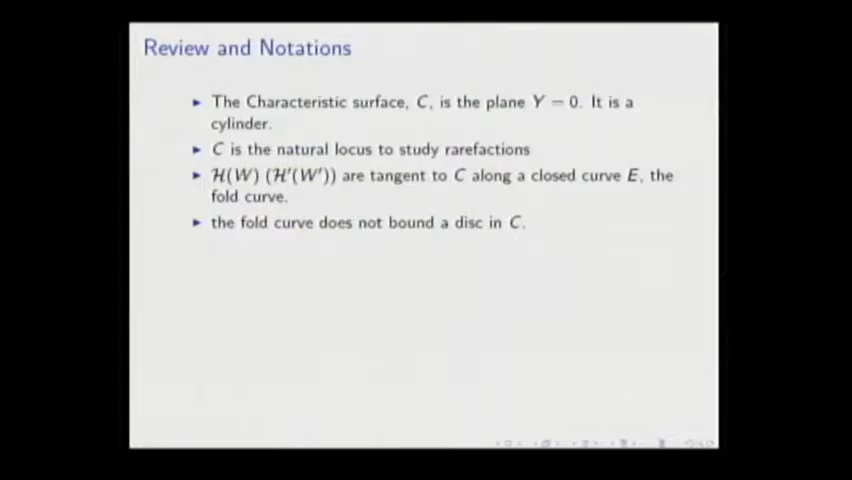 Review and Notations
▶ The Characteristic surface, C, is the plane Y = 0. It is a
cylinder.
▶ C is the natural locus to study rarefactions
▶ ℋ(W) (ℋ′(W′)) are tangent to C along a closed curve E, the
fold curve.
▶ the fold curve does not bound a disc in C.